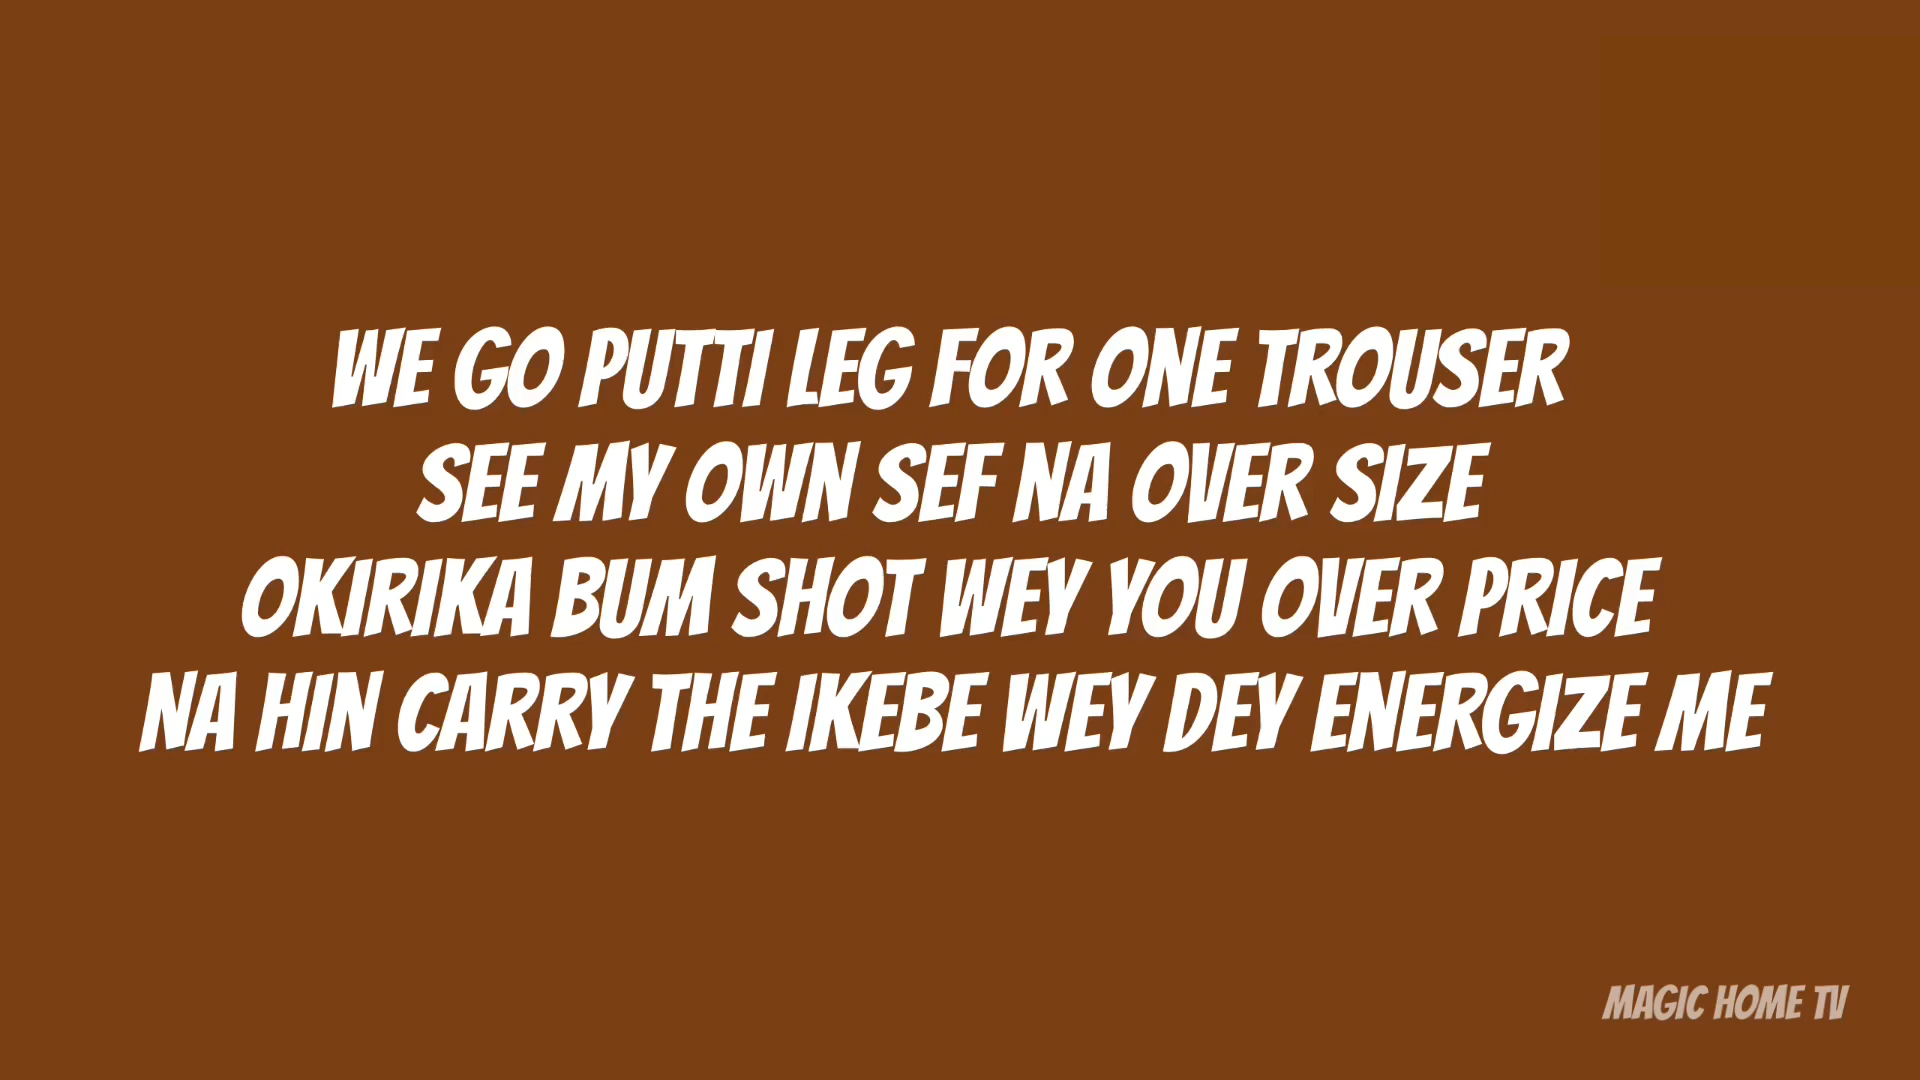 WE GO PUTTI LEG FOR ONE TROUSER
SEE MY OWN SEF NA OVER SIZE
OKIRIKA BUM SHOT WEY YOU OVER PRICE
NA HIN CARRY THE IKEBE WEY DEY ENERGIZE ME
MAGIC HOME TV